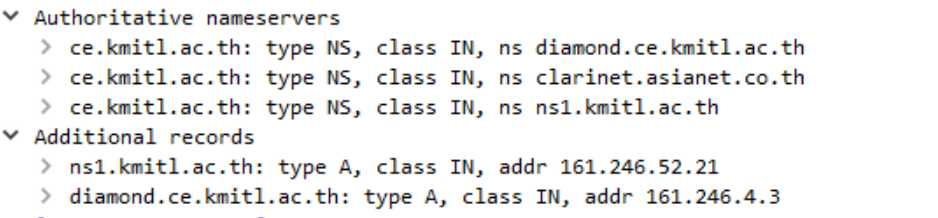 Authoritative nameservers
ce.kmitl.ac.th: type NS, class IN, ns diamond.ce.kmitl.ac.th
ce.kmitl.ac.th: type NS, class IN, ns clarinet.asianet.co.th
ce.kmitl.ac.th: type NS, class IN, ns ns1.kmitl.ac.th
Additional records
ns1.kmitl.ac.th: type A, class IN, addr 161.246.52.21
diamond.ce.kmitl.ac.th: type A, class IN, addr 161.246.4.3